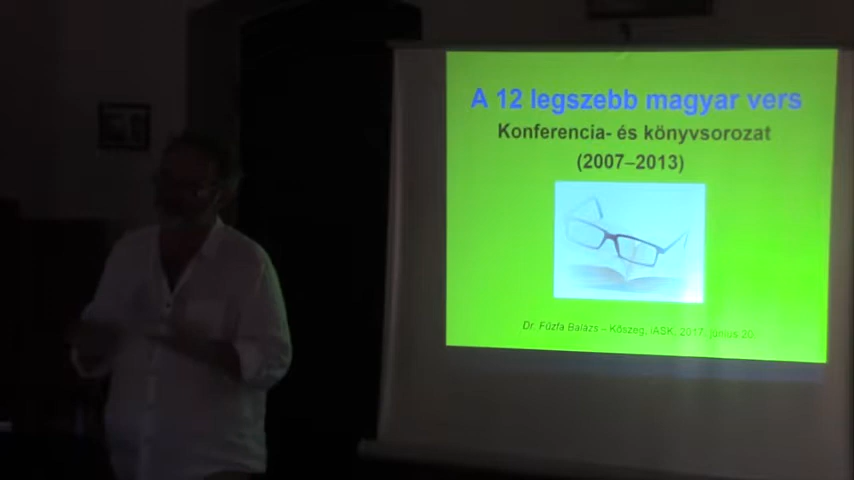 A 12 legszebb magyar vers
Konferencia- és könyvsorozat
(2007–2013)
Dr. Fűzfa Balázs – Kőszeg, iASK, 2017. június 20.